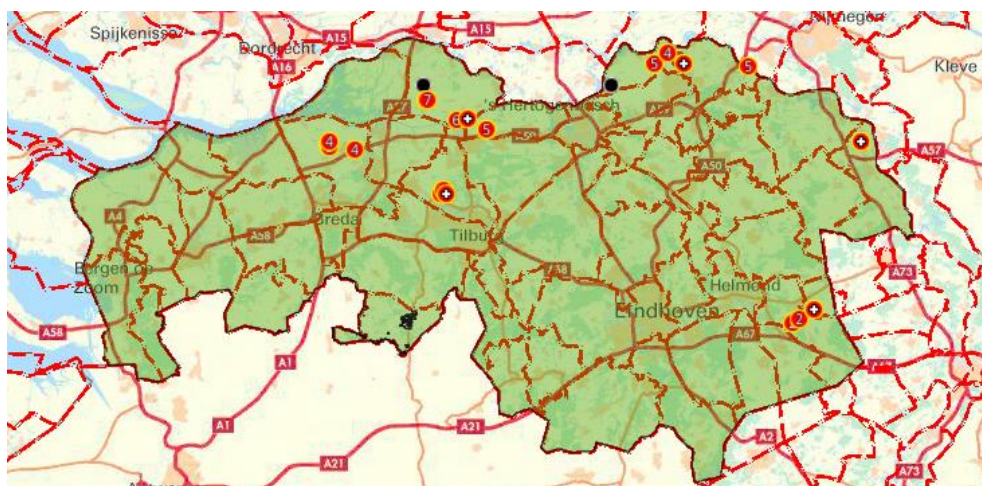 Spijkenisse
A15
A15
Dordrecht
A16
Nijmegen
Kleve
4
5
5
7
A27
's Hertogenbosch
6
5
A59
4
4
A57
A50
A4
Breda
Tilburg
A58
Bergen op
Zoom
A73
Helmond
Eindhoven
2
A67
A58
A1
A1
A21
A21
A2
A73